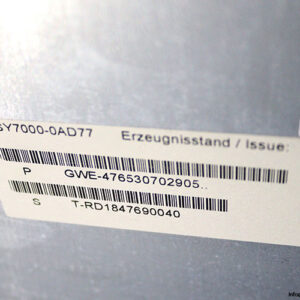 SY7000-0AD77 Erzeugnisstand / Issue:
P GWE-476530702905..
S T-RD1847690040